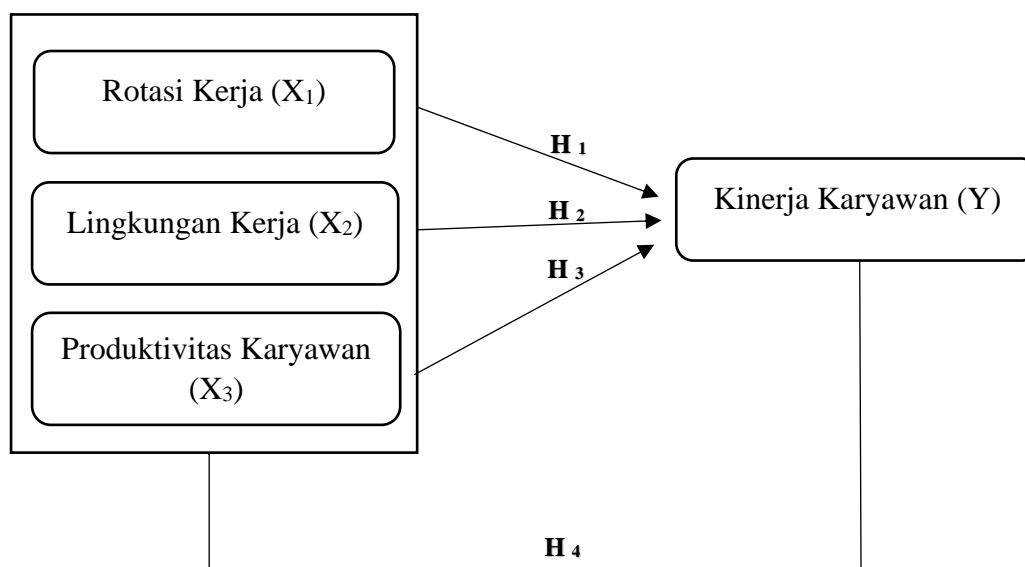 Rotasi Kerja (X₁)
H 1
Lingkungan Kerja (X₂)
H 2
Kinerja Karyawan (Y)
H 3
Produktivitas Karyawan
(X₃)
H 4